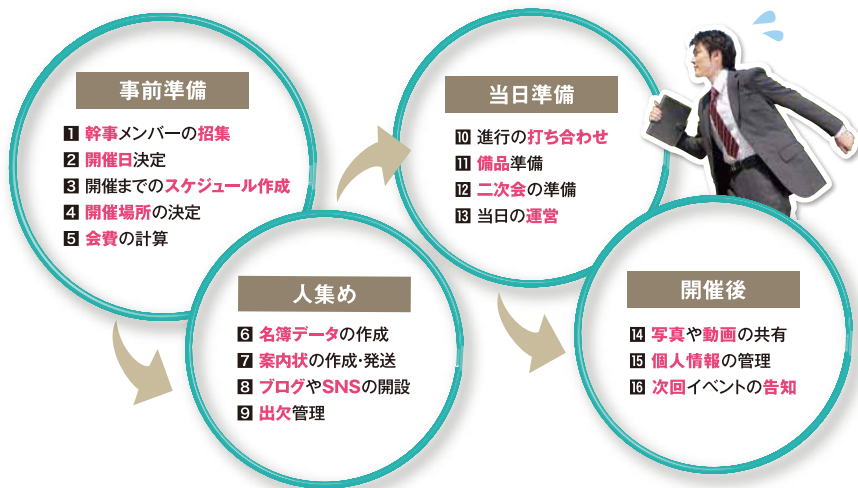 事前準備
1 幹事メンバーの招集
2 開催日決定
3 開催までのスケジュール作成
4 開催場所の決定
5 会費の計算
人集め
6 名簿データの作成
7 案内状の作成・発送
8 ブログやSNSの開設
9 出欠管理
当日準備
10 進行の打ち合わせ
11 備品準備
12 二次会の準備
13 当日の運営
開催後
14 写真や動画の共有
15 個人情報の管理
16 次回イベントの告知